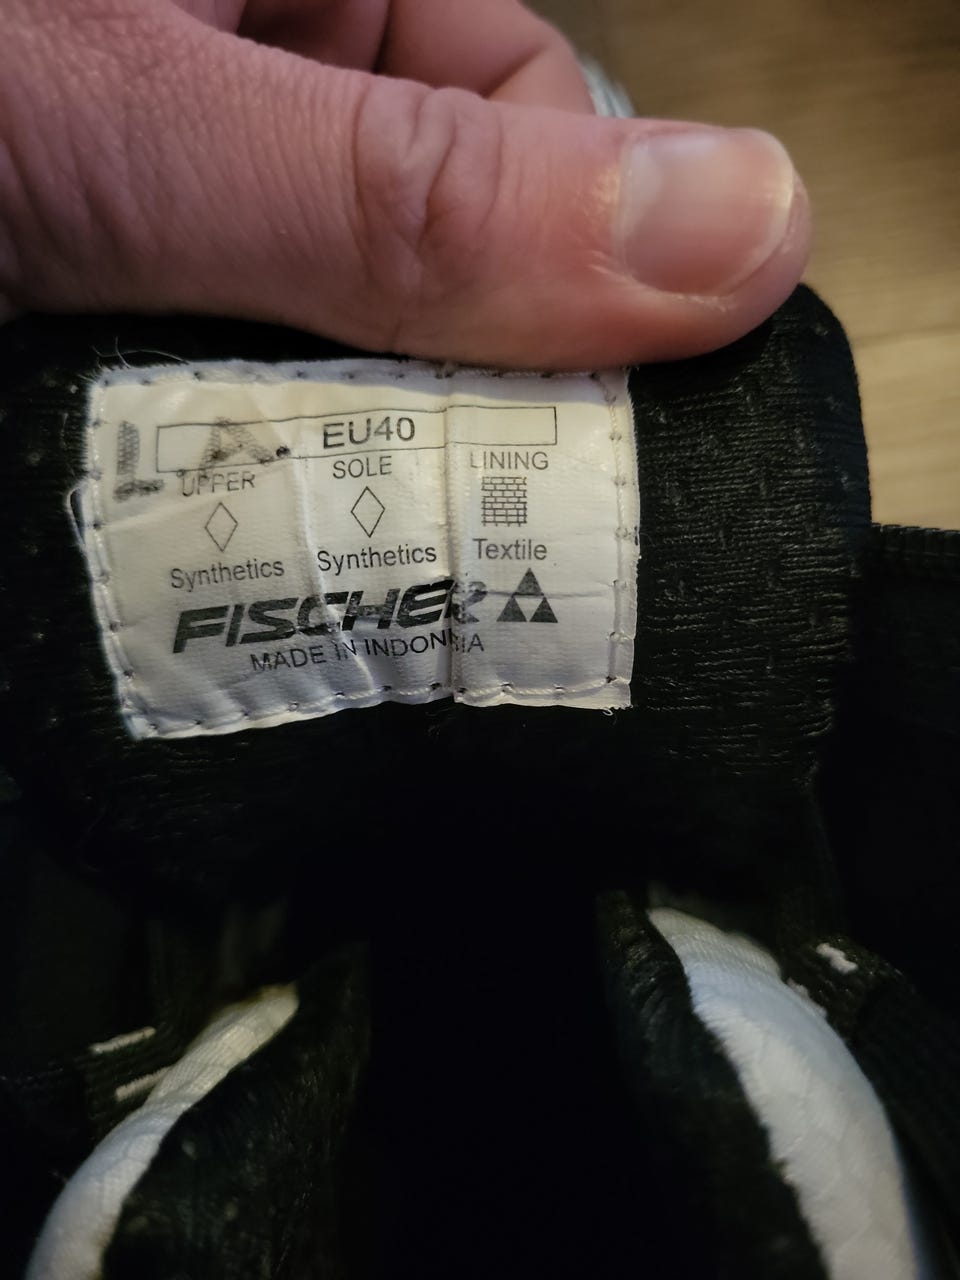 L.A.
EU40
UPPER SOLE LINING
Synthetics Synthetics Textile
FISCHER
MADE IN INDONESIA